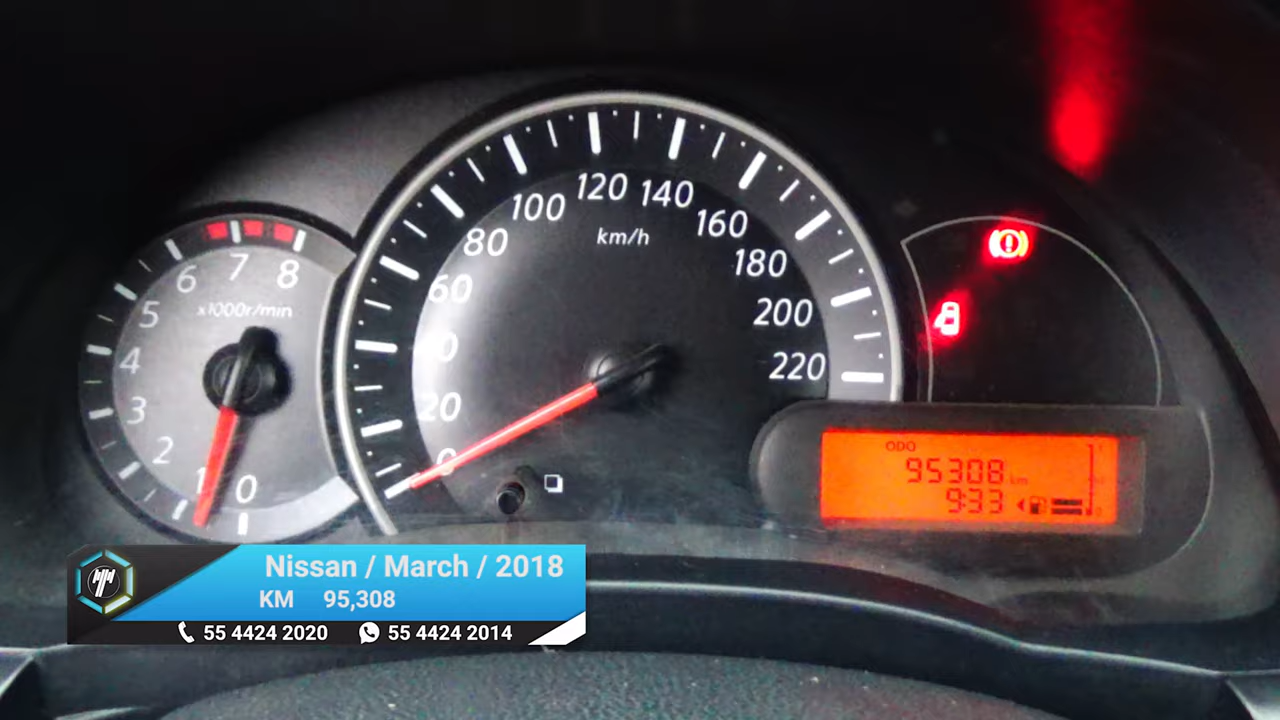 120 140
100 160
80 km/h 180
60 200
220
20
0
8
7
6
5
x1000r/min
4
3
2
1
0
ODO
95308 km
9:33
Nissan / March / 2018
KM 95,308
55 4424 2020 55 4424 2014